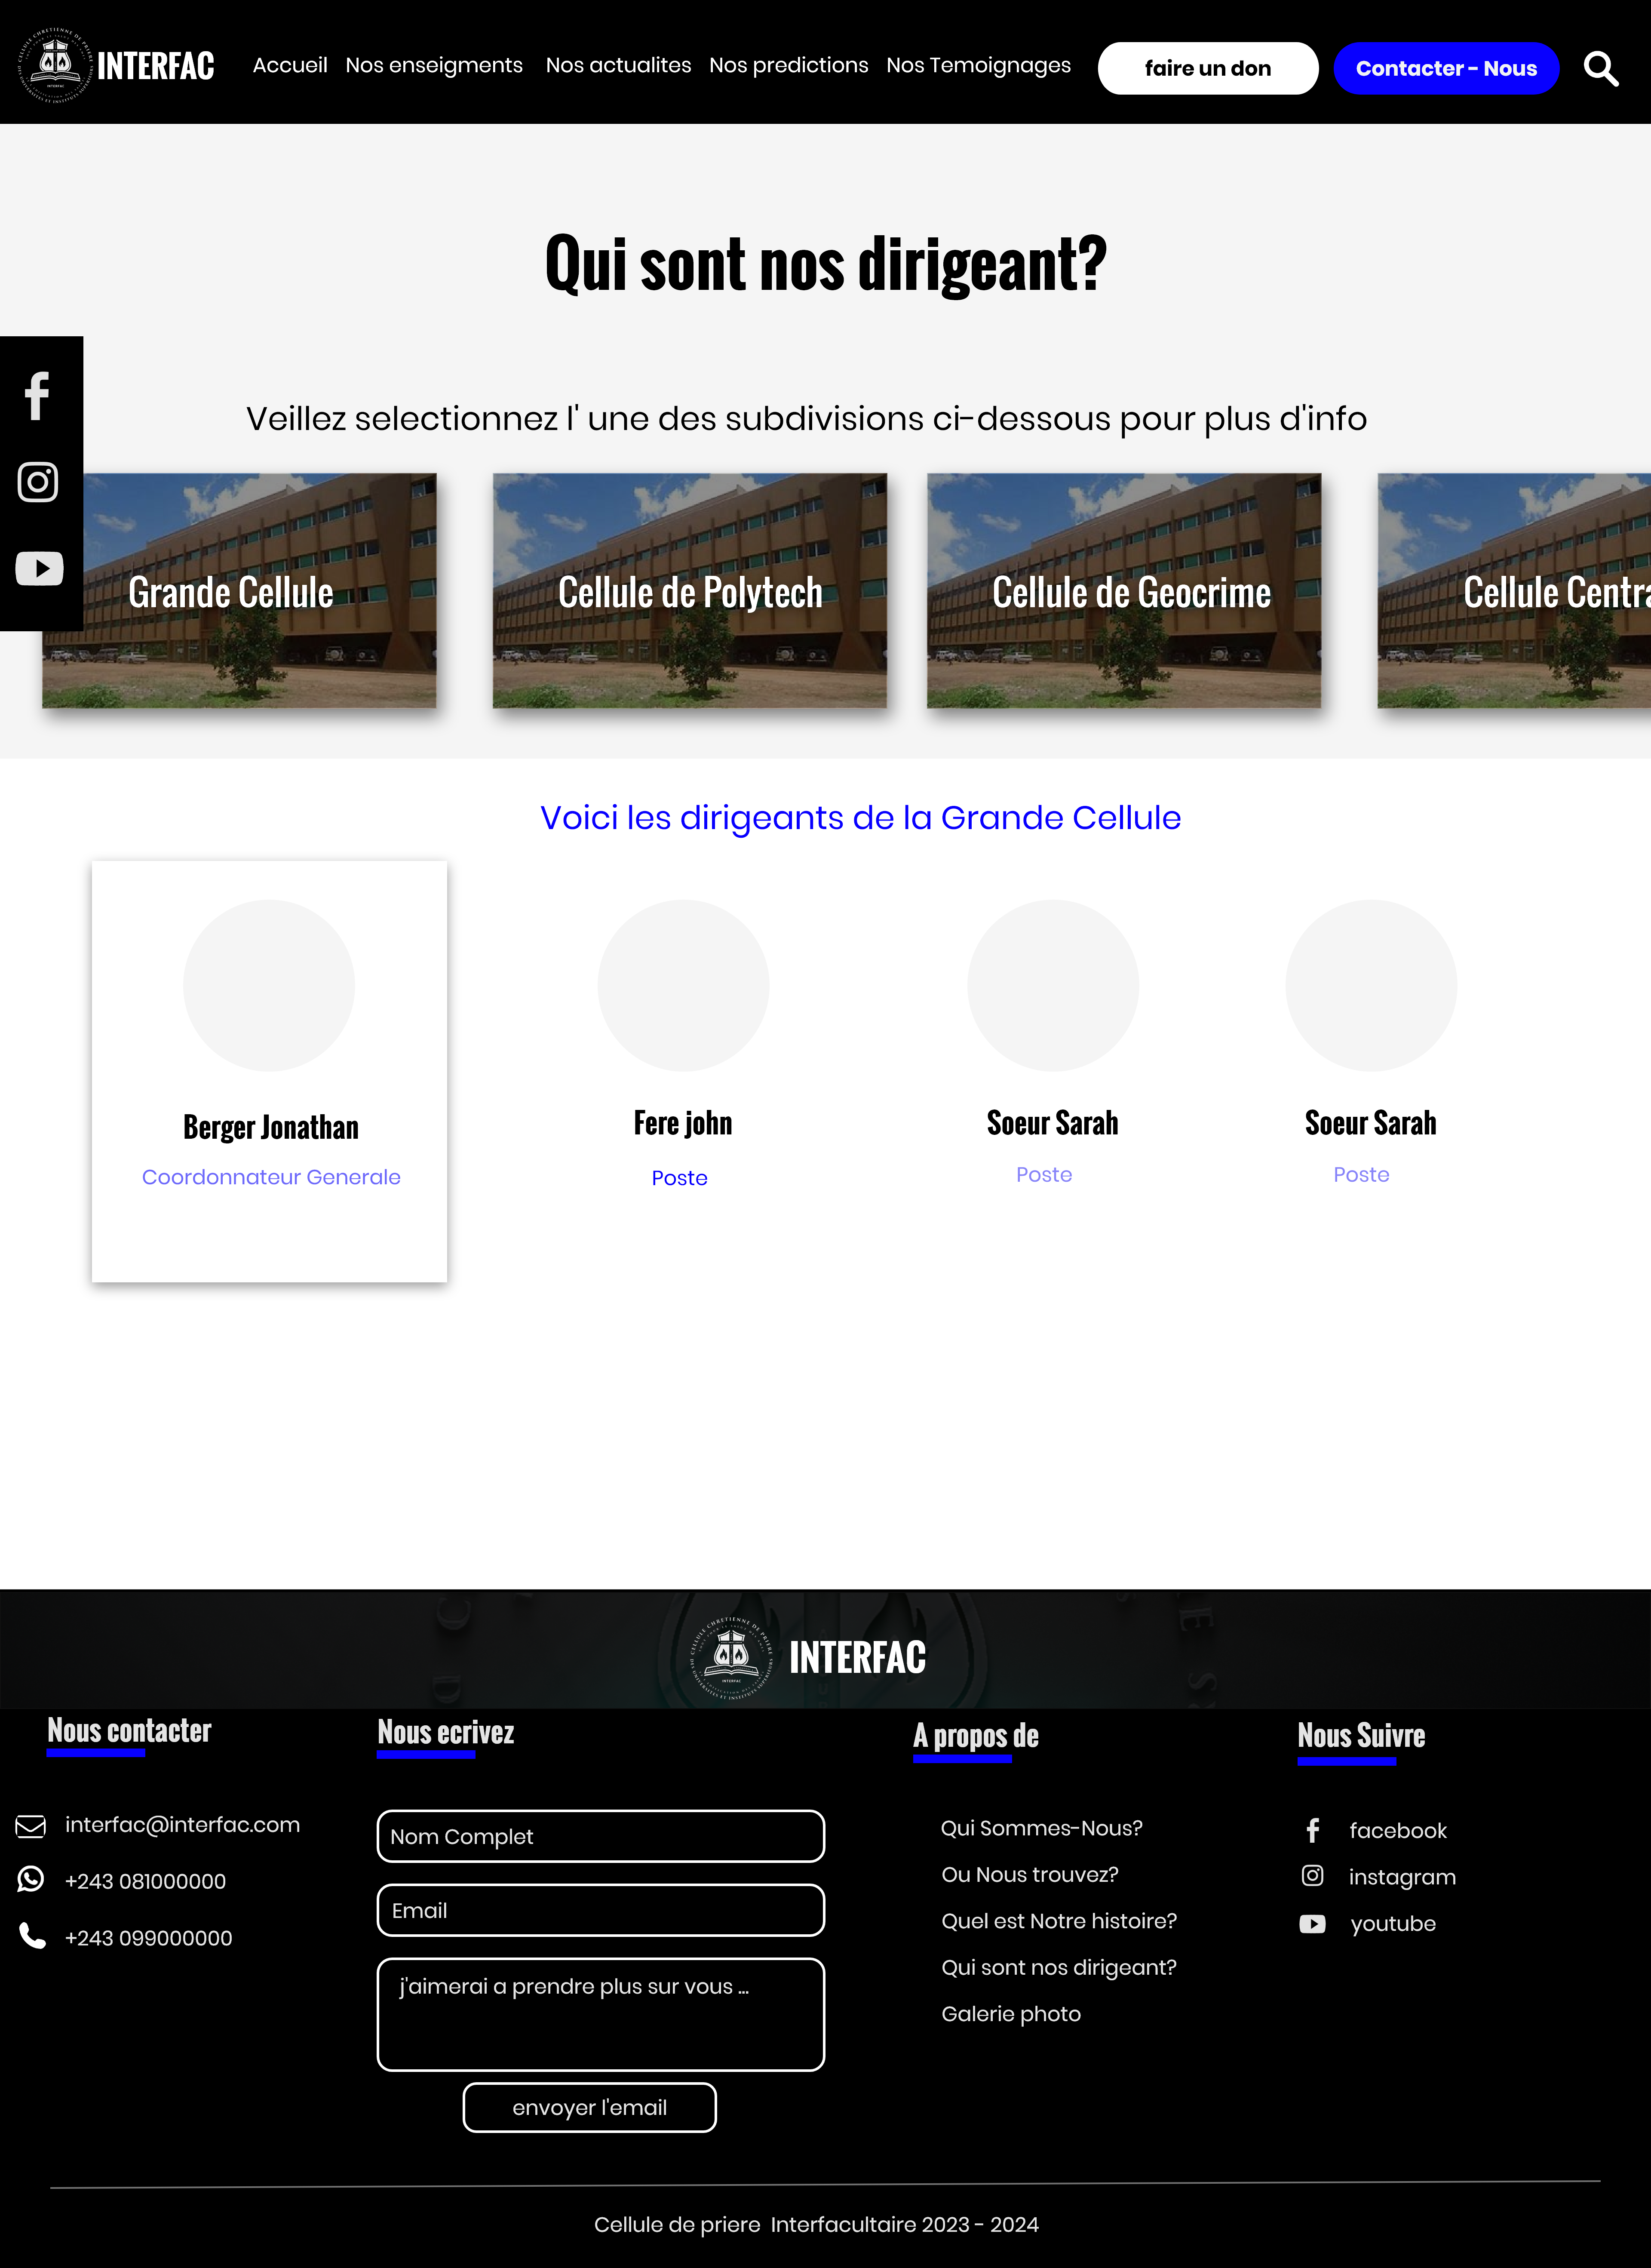 INTERFAC
Accueil
Nos enseigments
Nos actualites
Nos predictions
Nos Temoignages
faire un don
Contacter - Nous
Qui sont nos dirigeant?
Veillez selectionnez l' une des subdivisions ci-dessous pour plus d'info
Grande Cellule
Cellule de Polytech
Cellule de Geocrime
Cellule Centra
Voici les dirigeants de la Grande Cellule
Berger Jonathan
Coordonnateur Generale
Fere john
Poste
Soeur Sarah
Poste
Soeur Sarah
Poste
INTERFAC
Nous contacter
interfac@interfac.com
+243 081000000
+243 099000000
Nous ecrivez
Nom Complet
Email
j'aimerai a prendre plus sur vous ...
envoyer l'email
A propos de
Qui Sommes-Nous?
Ou Nous trouvez?
Quel est Notre histoire?
Qui sont nos dirigeant?
Galerie photo
Nous Suivre
facebook
instagram
youtube
Cellule de priere  Interfacultaire 2023 - 2024